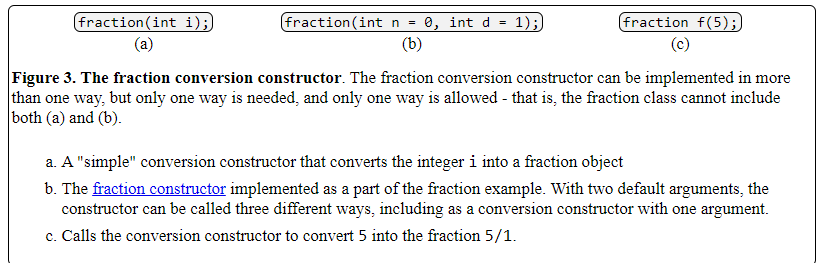 fraction(int i); fraction(int n = 0, int d = 1); fraction f(5);
(a) (b) (c)
Figure 3. The fraction conversion constructor. The fraction conversion constructor can be implemented in more
than one way, but only one way is needed, and only one way is allowed - that is, the fraction class cannot include
both (a) and (b).
a. A "simple" conversion constructor that converts the integer i into a fraction object
b. The fraction constructor implemented as a part of the fraction example. With two default arguments, the
constructor can be called three different ways, including as a conversion constructor with one argument.
c. Calls the conversion constructor to convert 5 into the fraction 5/1.